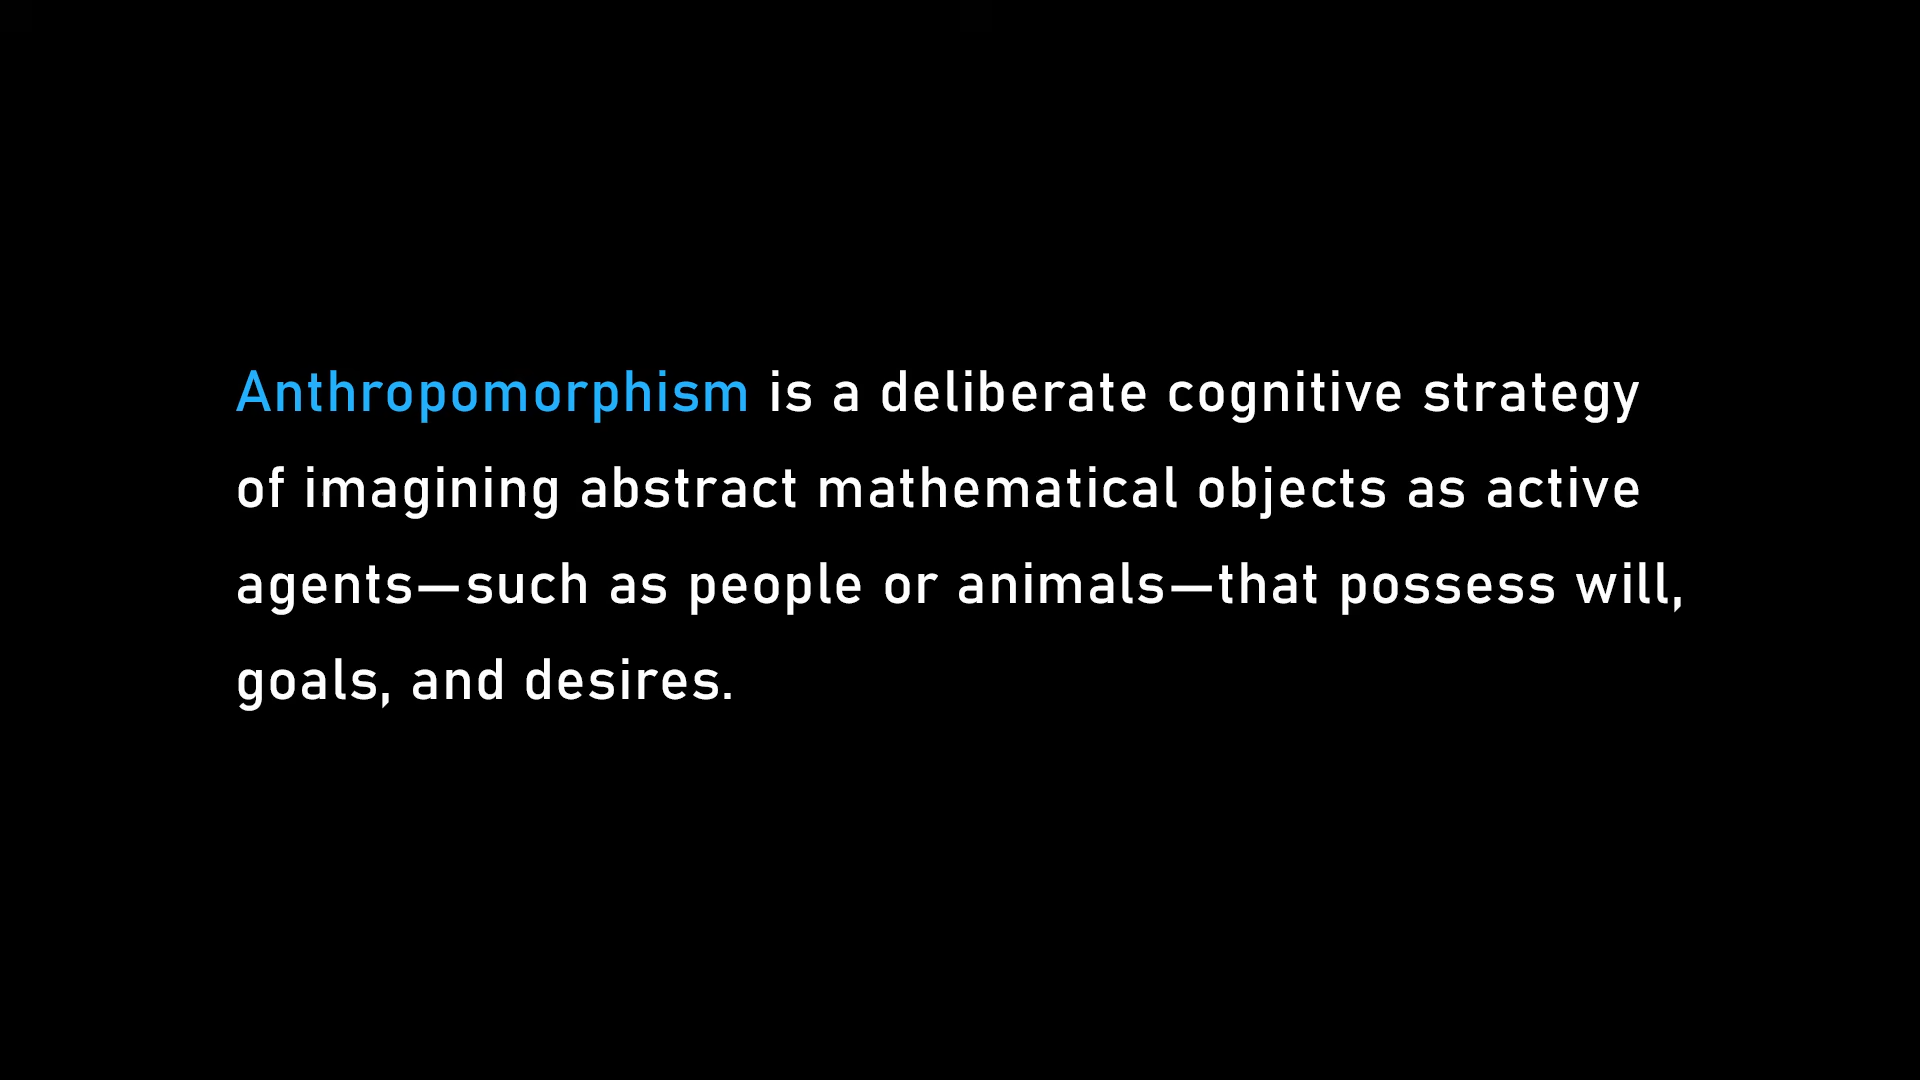 Anthropomorphism is a deliberate cognitive strategy
of imagining abstract mathematical objects as active
agents—such as people or animals—that possess will,
goals, and desires.